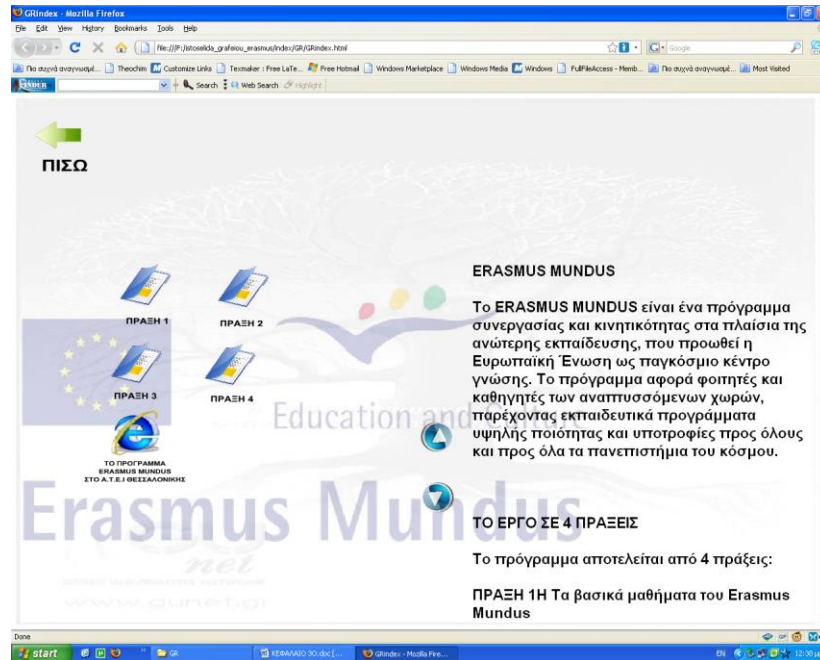 GRindex - Mozilla Firefox
File Edit View History Bookmarks Tools Help
file:///P:/istoselida_grafeiou_erasmus/index/GR/GRindex.html
Google
Πιο συχνά αναγνωσμέ... Theochim Customize Links Texmaker : Free LaTe... Free Hotmail Windows Marketplace Windows Media Windows FullFileAccess - Memb... Πιο συχνά αναγνωσμέ... Most Visited
Search Web Search Highlight
ΠΙΣΩ
ΠΡΑΞΗ 1
ΠΡΑΞΗ 2
ΠΡΑΞΗ 3
ΠΡΑΞΗ 4
ΤΟ ΠΡΟΓΡΑΜΜΑ
ERASMUS MUNDUS
ΣΤΟ Α.Τ.Ε.Ι ΘΕΣΣΑΛΟΝΙΚΗΣ
Education and Culture
Erasmus Mundus
net
www.gunet.gr
ERASMUS MUNDUS
Το ERASMUS MUNDUS είναι ένα πρόγραμμα
συνεργασίας και κινητικότητας στα πλαίσια της
ανώτερης εκπαίδευσης, που προωθεί η
Ευρωπαϊκή Ένωση ως παγκόσμιο κέντρο
γνώσης. Το πρόγραμμα αφορά φοιτητές και
καθηγητές των αναπτυσσόμενων χωρών,
παρέχοντας εκπαιδευτικά προγράμματα
υψηλής ποιότητας και υποτροφίες προς όλους
και προς όλα τα πανεπιστήμια του κόσμου.
ΤΟ ΕΡΓΟ ΣΕ 4 ΠΡΑΞΕΙΣ
Το πρόγραμμα αποτελείται από 4 πράξεις:
ΠΡΑΞΗ 1Η Τα βασικά μαθήματα του Erasmus
Mundus
Done
start GR ΚΕΦΑΛΑΙΟ 3Ο.doc [... GRindex - Mozilla Fire... EN 12:38 μμ